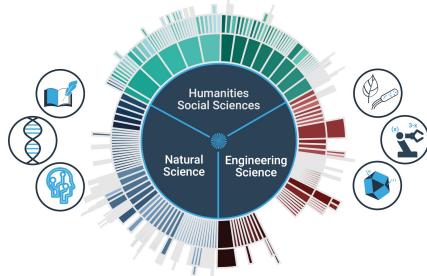 Humanities
Social Sciences
Natural
Science
Engineering
Science